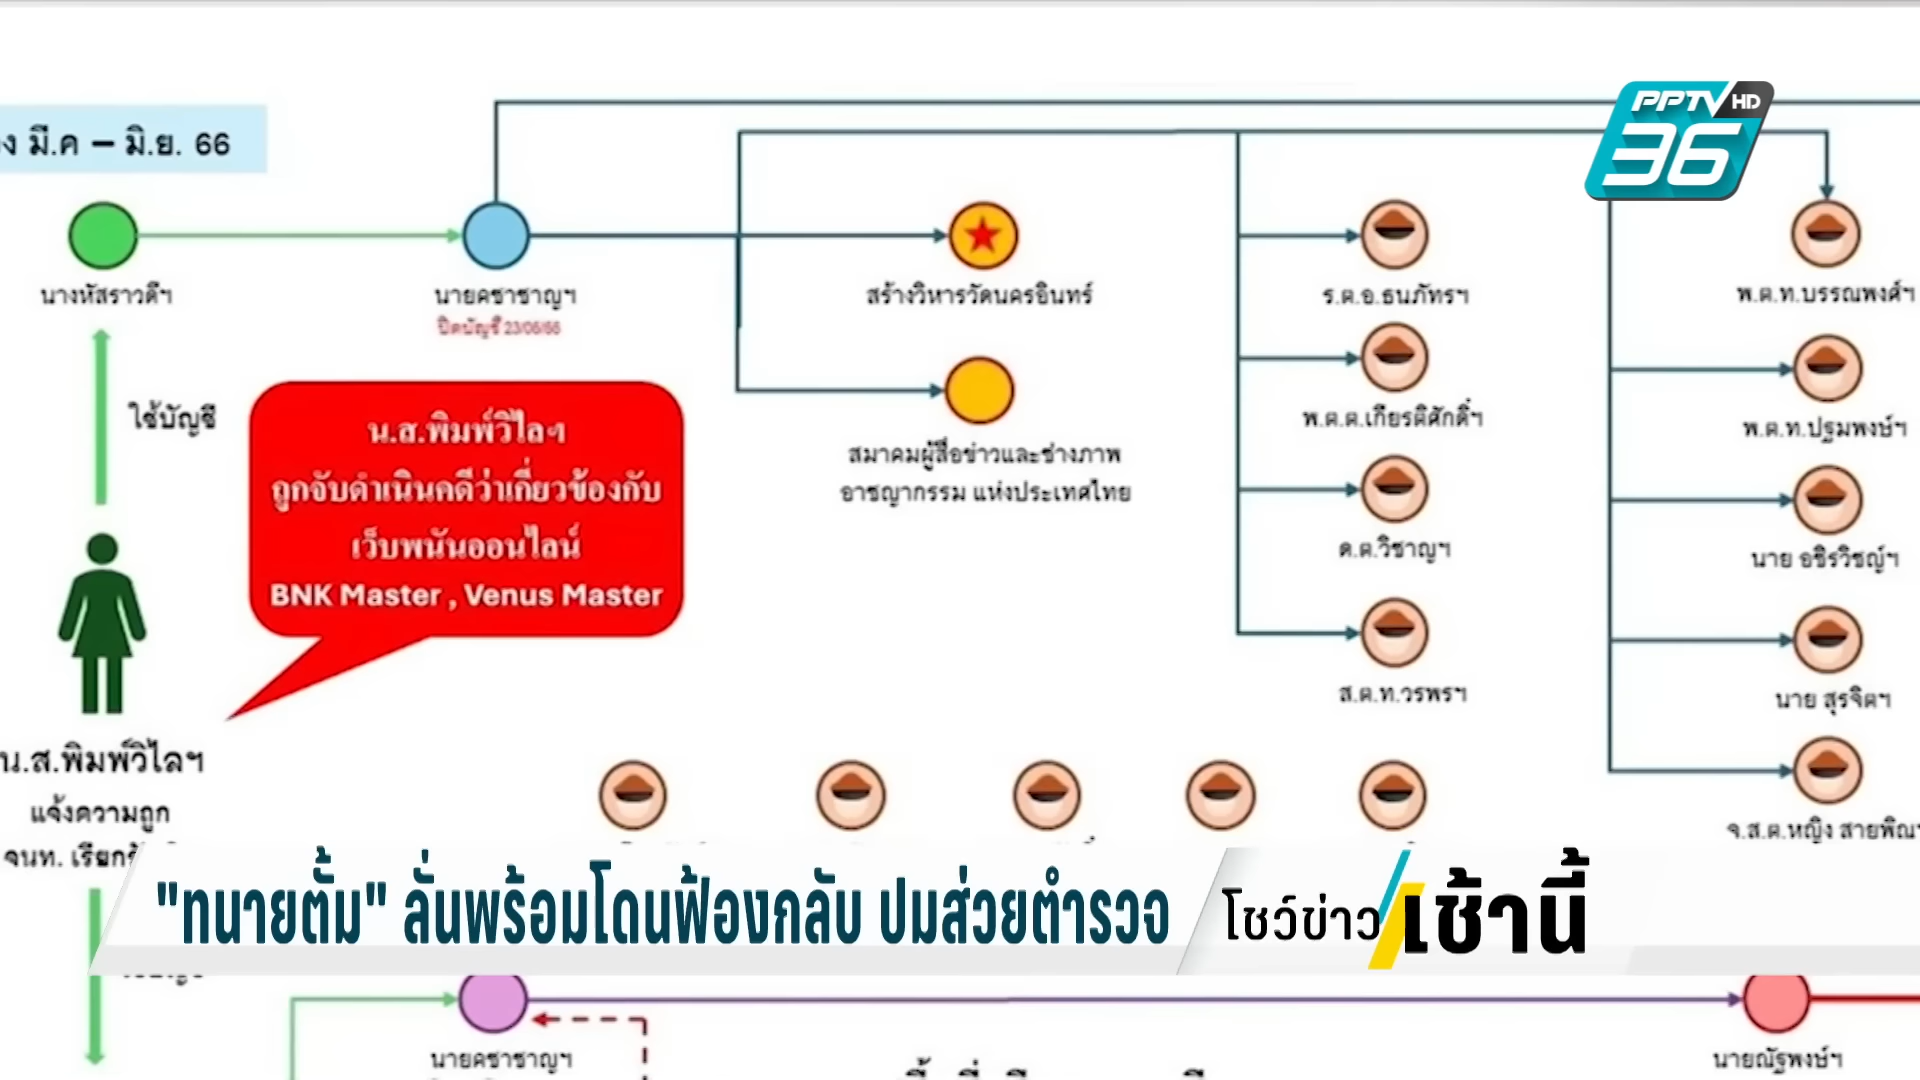 PPTV HD
36
ง มี.ค – มิ.ย. 66
นางหัสราวดีฯ
นายคชาชาญฯ
ปิดบัญชี 23/06/66
สร้างวิหารวัดนครอินทร์
ร.ต.อ.ธนภัทรฯ
พ.ต.ท.บรรณพงศ์ฯ
ใช้บัญชี
น.ส.พิมพ์วิไลฯ
ถูกจับดำเนินคดีว่าเกี่ยวข้องกับ
เว็บพนันออนไลน์
BNK Master , Venus Master
สมาคมผู้สื่อข่าวและช่างภาพ
อาชญากรรม แห่งประเทศไทย
พ.ต.ต.เกียรติศักดิ์ฯ
พ.ต.ท.ปฐมพงษ์ฯ
ด.ต.วิชาญฯ
นาย อชิรวิชญ์ฯ
ส.ต.ท.วรพรฯ
นาย สุรจิตฯ
จ.ส.ต.หญิง สายพิณฯ
น.ส.พิมพ์วิไลฯ
แจ้งความถูก
จนท.
"ทนายตั้ม" ลั่นพร้อมโดนฟ้องกลับ ปมส่วยตำรวจ
โชว์ข่าวเช้านี้
นายคชาชาญฯ
นายณัฐพงษ์ฯ